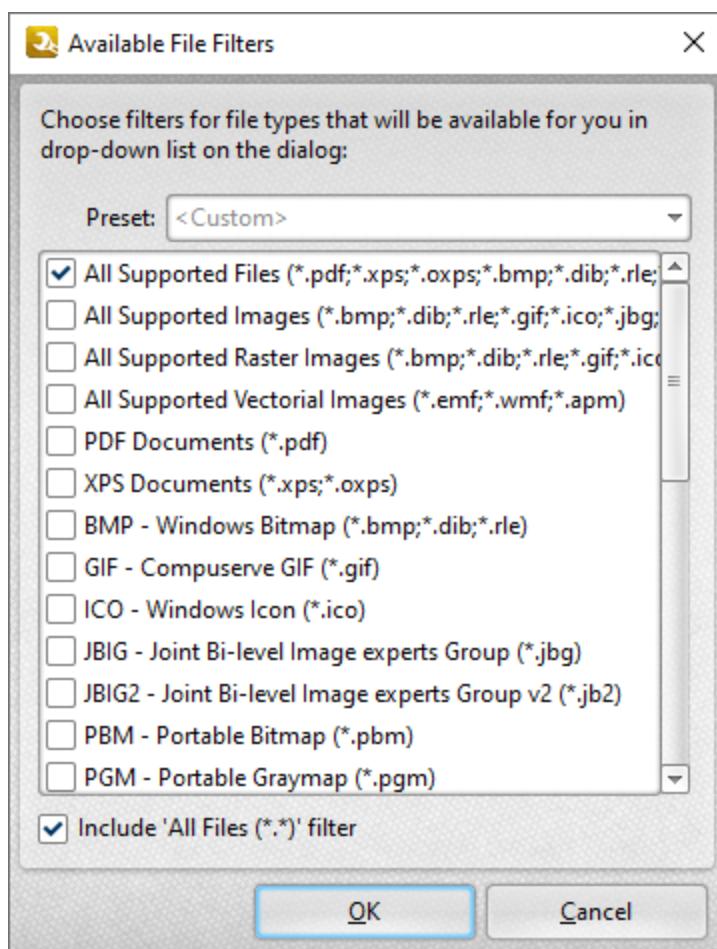 Available File Filters
Choose filters for file types that will be available for you in
drop-down list on the dialog:
Preset: <Custom>
All Supported Files (*.pdf;*.xps;*.oxps;*.bmp;*.dib;*.rle;
All Supported Images (*.bmp;*.dib;*.rle;*.gif;*.ico;*.jbg;
All Supported Raster Images (*.bmp;*.dib;*.rle;*.gif;*.ico
All Supported Vectorial Images (*.emf;*.wmf;*.apm)
PDF Documents (*.pdf)
XPS Documents (*.xps;*.oxps)
BMP - Windows Bitmap (*.bmp;*.dib;*.rle)
GIF - Compuserve GIF (*.gif)
ICO - Windows Icon (*.ico)
JBIG - Joint Bi-level Image experts Group (*.jbg)
JBIG2 - Joint Bi-level Image experts Group v2 (*.jb2)
PBM - Portable Bitmap (*.pbm)
PGM - Portable Graymap (*.pgm)
Include 'All Files (*.*)' filter
OK Cancel